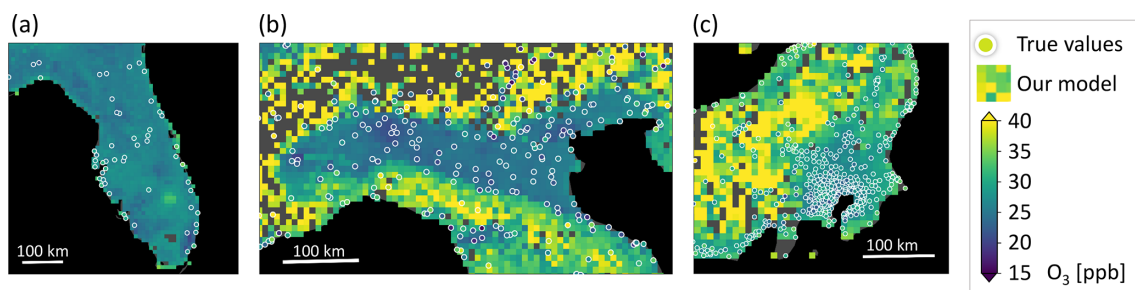 (a)
(b)
(c)
100 km
100 km
100 km
True values
Our model
40
35
30
25
20
15
O₃ [ppb]